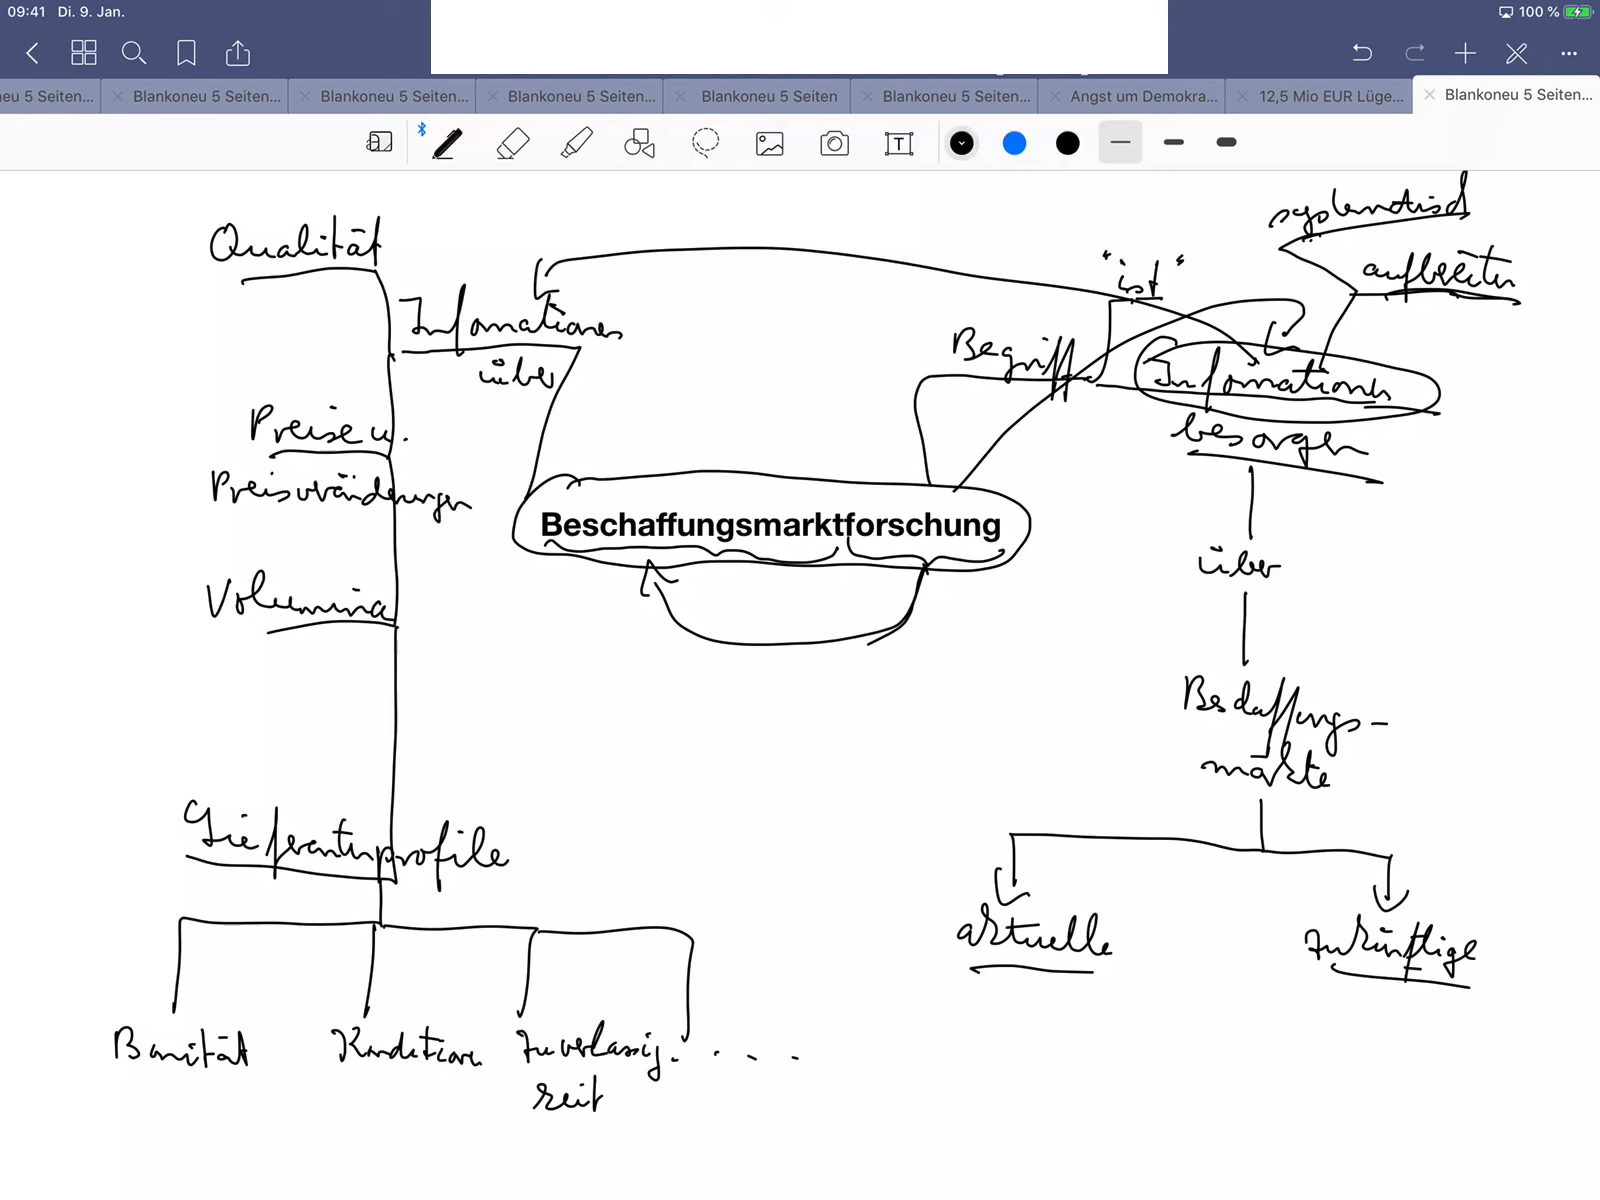 09:41 Di. 9. Jan.
100 %
eu 5 Seiten...
Blankoneu 5 Seiten...
Blankoneu 5 Seiten...
Blankoneu 5 Seiten...
Blankoneu 5 Seiten
Blankoneu 5 Seiten...
Angst um Demokra...
12,5 Mio EUR Lüge...
Blankoneu 5 Seiten...
T
systematisch
aufbereiten
"ist"
Begriff
Informationen
besorgen
über
Beschaffungs-
märkte
aktuelle
zukünftige
Beschaffungsmarktforschung
Informationen
über
Qualität
Preise u.
Preisveränderungen
Volumina
Lieferantenprofile
Bonität
Konditionen
Zuverlässig.
keit
. . . .